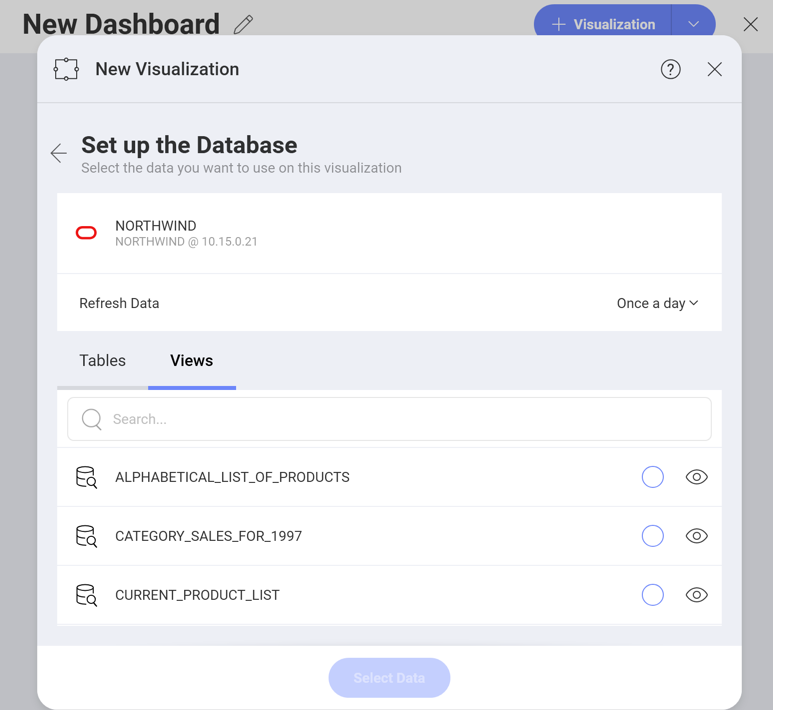 New Dashboard
Visualization
New Visualization
Set up the Database
Select the data you want to use on this visualization
NORTHWIND
NORTHWIND @ 10.15.0.21
Refresh Data
Once a day
Tables
Views
Search...
ALPHABETICAL_LIST_OF_PRODUCTS
CATEGORY_SALES_FOR_1997
CURRENT_PRODUCT_LIST
Select Data